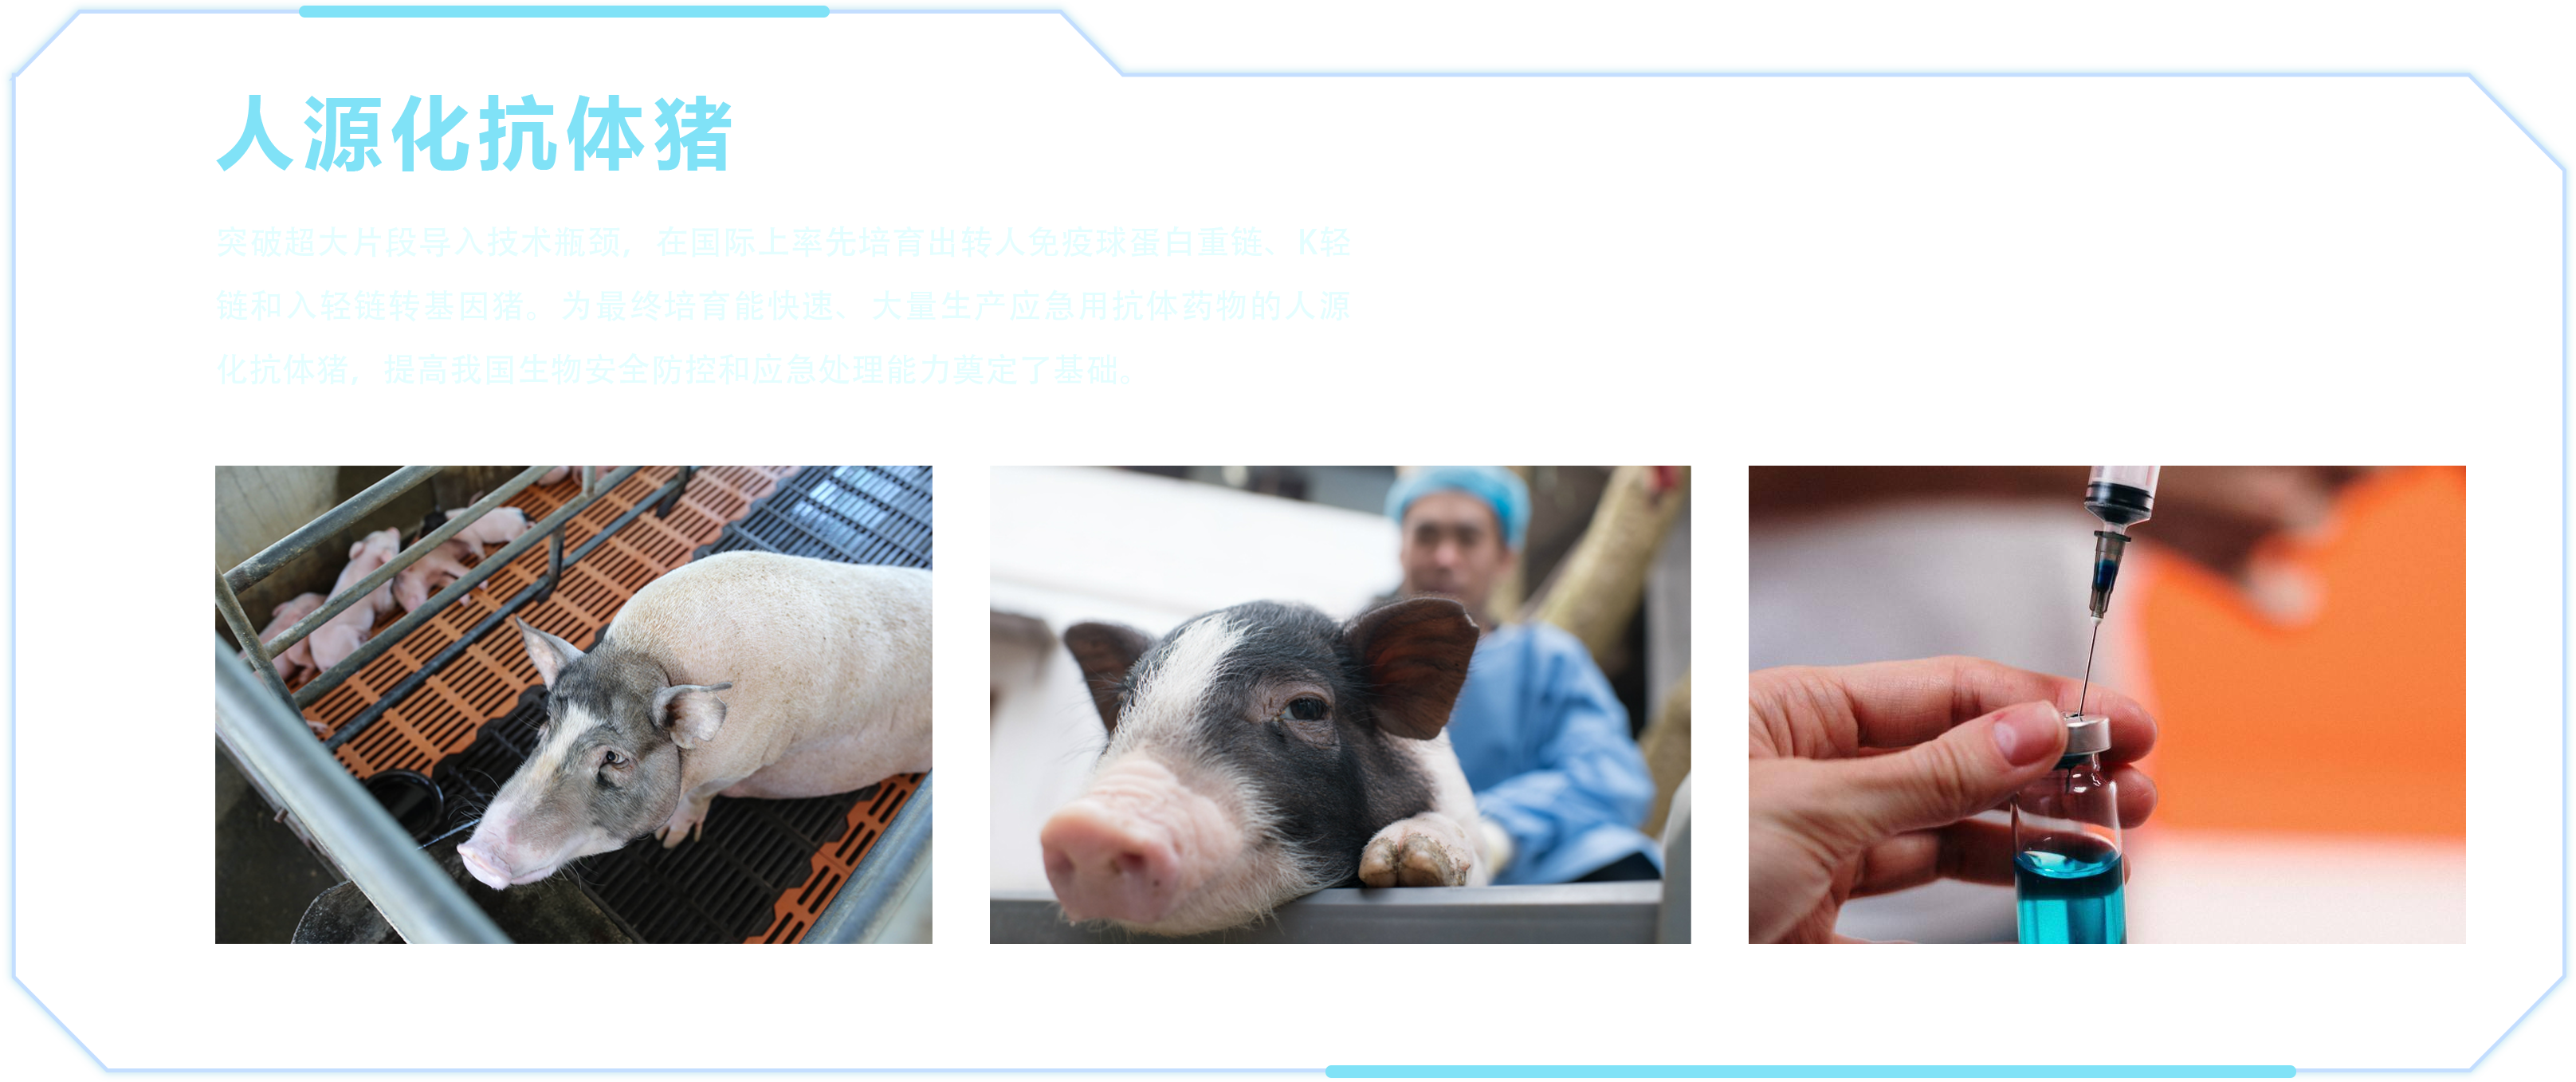 人源化抗体猪
突破超大片段导入技术瓶颈，在国际上率先培育出转人免疫球蛋白重链、K轻
链和入轻链转基因猪。为最终培育能快速、大量生产应急用抗体药物的人源
化抗体猪，提高我国生物安全防控和应急处理能力奠定了基础。